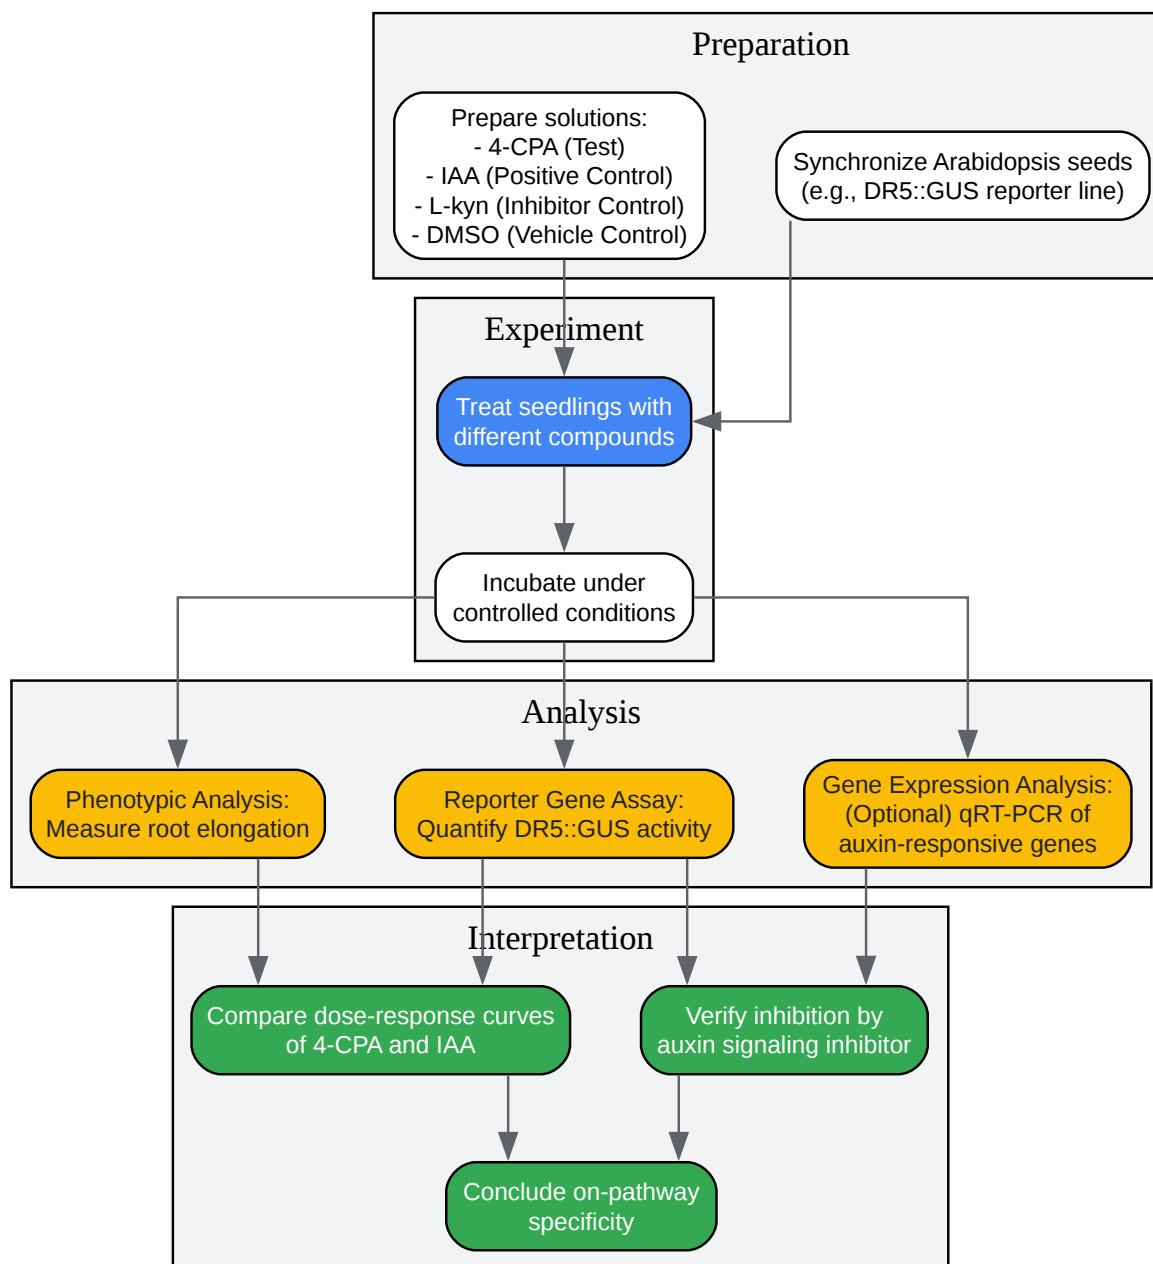 Preparation
Prepare solutions:
- 4-CPA (Test)
- IAA (Positive Control)
- L-kyn (Inhibitor Control)
- DMSO (Vehicle Control)
Synchronize Arabidopsis seeds
(e.g., DR5::GUS reporter line)
Experiment
Treat seedlings with
different compounds
Incubate under
controlled conditions
Analysis
Phenotypic Analysis:
Measure root elongation
Reporter Gene Assay:
Quantify DR5::GUS activity
Gene Expression Analysis:
(Optional) qRT-PCR of
auxin-responsive genes
Interpretation
Compare dose-response curves
of 4-CPA and IAA
Verify inhibition by
auxin signaling inhibitor
Conclude on-pathway
specificity